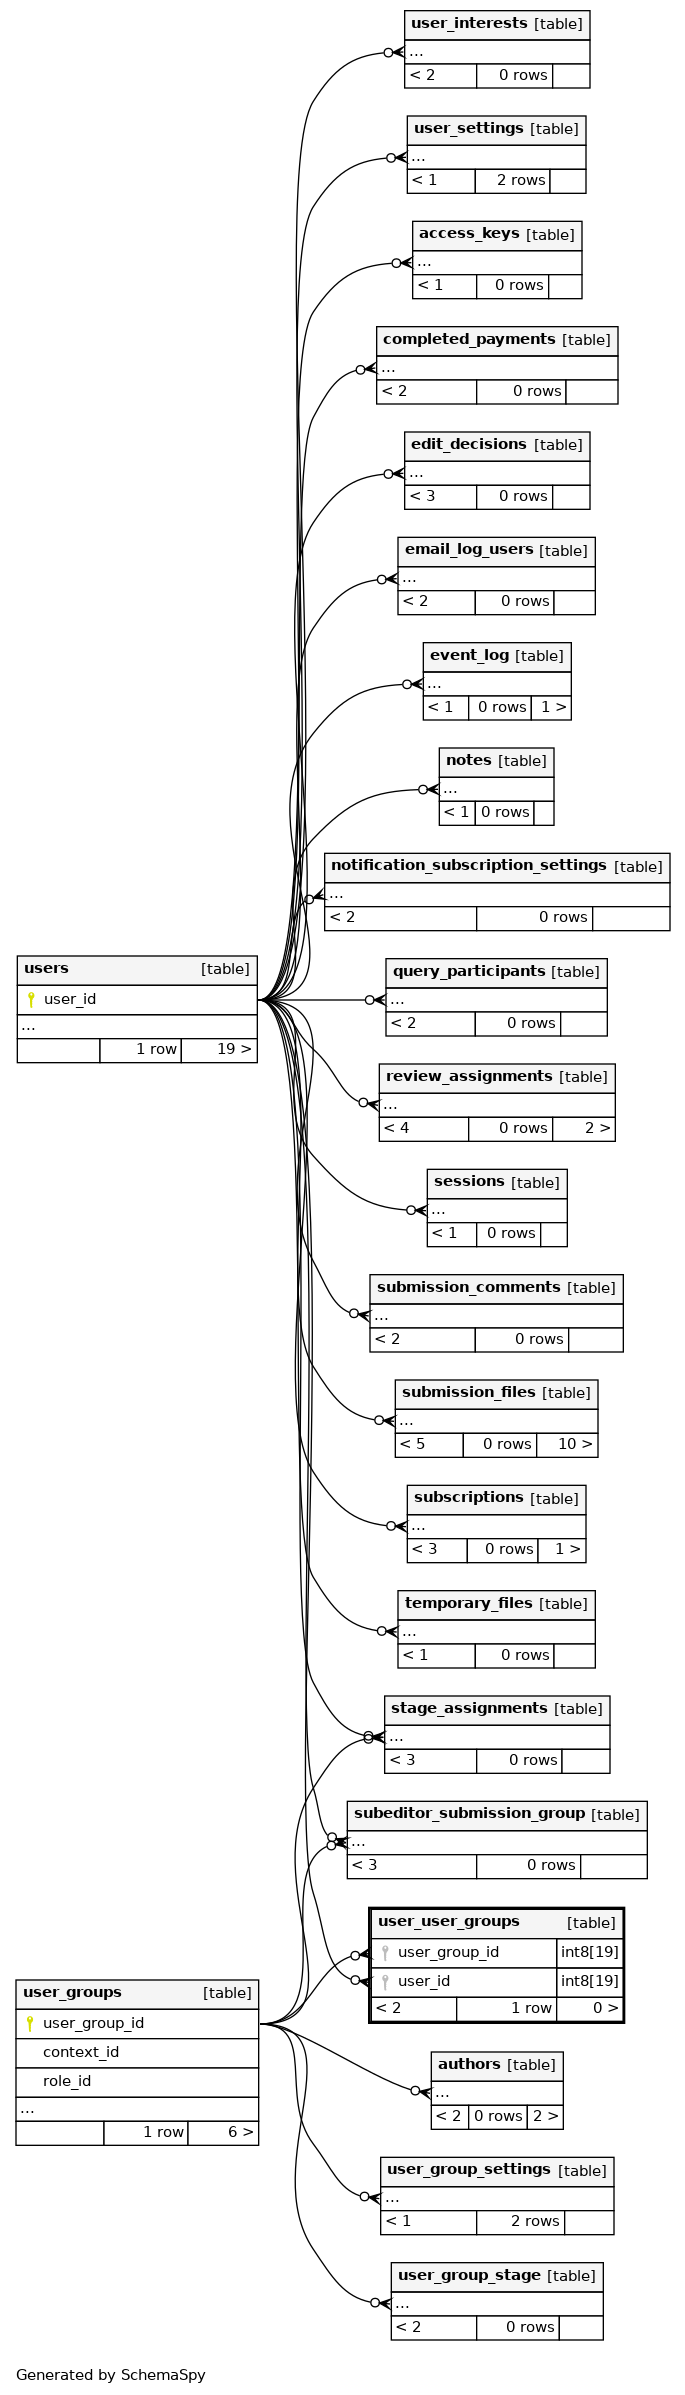 user_interests [table]
...
< 2 0 rows
user_settings [table]
...
< 1 2 rows
access_keys [table]
...
< 1 0 rows
completed_payments [table]
...
< 2 0 rows
edit_decisions [table]
...
< 3 0 rows
email_log_users [table]
...
< 2 0 rows
event_log [table]
...
< 1 0 rows 1 >
notes [table]
...
< 1 0 rows
notification_subscription_settings [table]
...
< 2 0 rows
users [table]
user_id
...
1 row 19 >
query_participants [table]
...
< 2 0 rows
review_assignments [table]
...
< 4 0 rows 2 >
sessions [table]
...
< 1 0 rows
submission_comments [table]
...
< 2 0 rows
submission_files [table]
...
< 5 0 rows 10 >
subscriptions [table]
...
< 3 0 rows 1 >
temporary_files [table]
...
< 1 0 rows
stage_assignments [table]
...
< 3 0 rows
subeditor_submission_group [table]
...
< 3 0 rows
user_user_groups [table]
user_group_id int8[19]
user_id int8[19]
< 2 1 row 0 >
user_groups [table]
user_group_id
context_id
role_id
...
1 row 6 >
authors [table]
...
< 2 0 rows 2 >
user_group_settings [table]
...
< 1 2 rows
user_group_stage [table]
...
< 2 0 rows
Generated by SchemaSpy